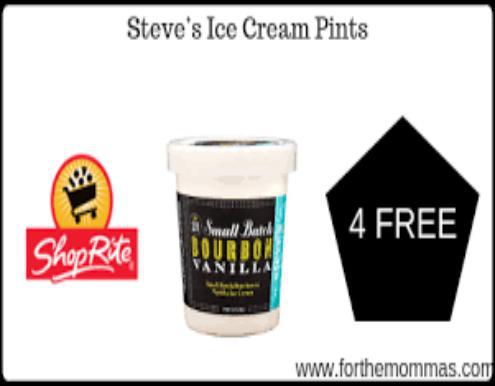 Steve's Ice Cream Pints
ShopRite
Small Batch
BOURBON
VANILLA
4 FREE
www.forthemommas.com